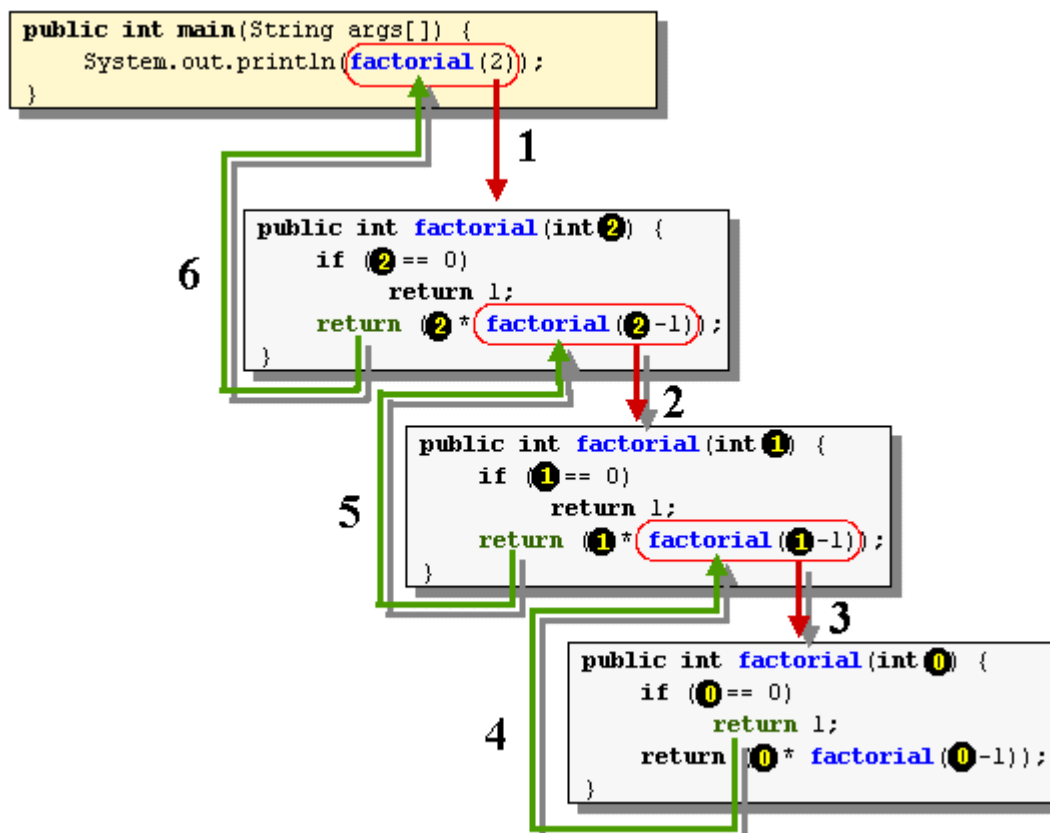 public int main(String args[]) {
System.out.println(factorial(2));
}
1
public int factorial(int 2) {
if (2 == 0)
return 1;
return (2 * factorial(2-1));
}
6
2
public int factorial(int 1) {
if (1 == 0)
return 1;
return (1 * factorial(1-1));
}
5
3
public int factorial(int 0) {
if (0 == 0)
return 1;
return (0 * factorial(0-1));
}
4